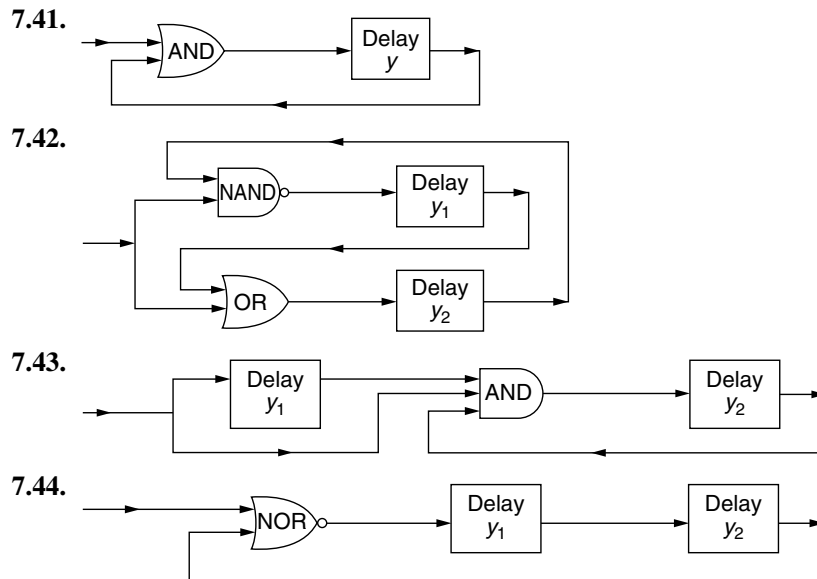 7.41.
AND
Delay
y
7.42.
NAND
Delay
y1
OR
Delay
y2
7.43.
Delay
y1
AND
Delay
y2
7.44.
NOR
Delay
y1
Delay
y2